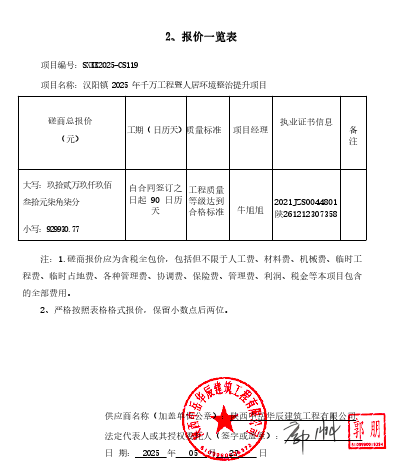 2、报价一览表
项目编号：SXJX2025-CS119
项目名称：汉阴镇 2025 年千万工程暨人居环境整治提升项目
磋商总报价
（元）
工期（日历天）
质量标准
项目经理
执业证书信息
备
注
大写：玖拾贰万玖仟玖佰
叁拾元柒角柒分
小写：929930.77
自合同签订之
日起 90 日历
天
工程质量
等级达到
合格标准
牛旭旭
2021JZS0044801
陕261212307358
注：1.磋商报价应为含税全包价，包括但不限于人工费、材料费、机械费、临时工
程费、临时占地费、各种管理费、协调费、保险费、管理费、利润、税金等本项目包含
的全部费用。
2、严格按照表格格式报价，保留小数点后两位。
供应商名称（加盖单位公章）：陕西中岳华辰建筑工程有限公司
法定代表人或其授权代表人（签字或盖章）：
郭朋
日 期：2025 年 05